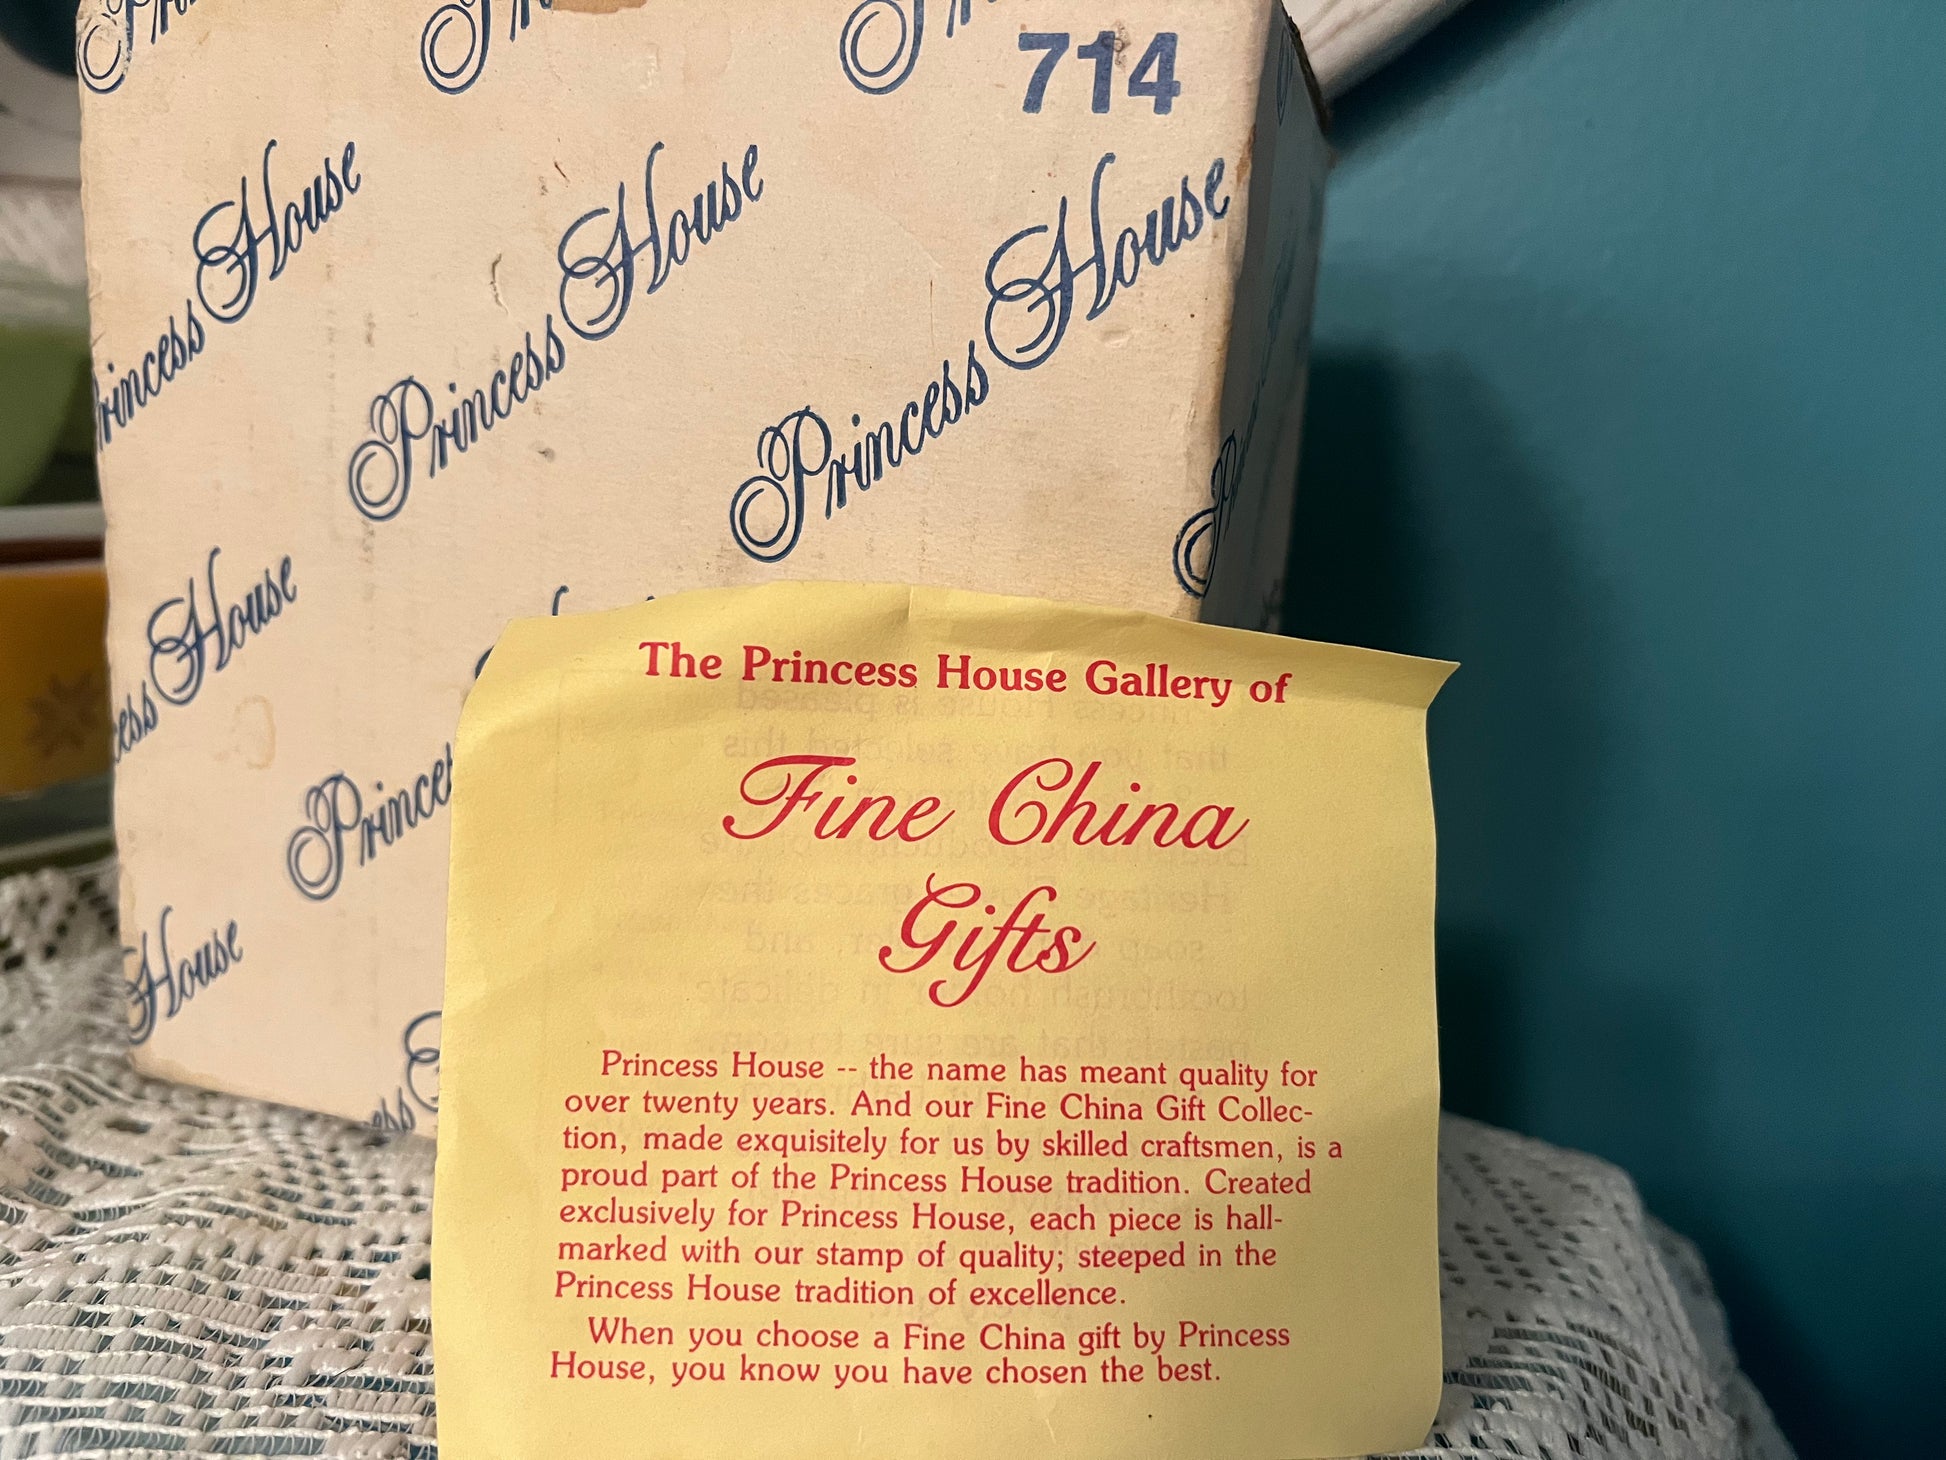 714
Princess House
Princess House
Princess House
Princess House
House
The Princess House Gallery of
Fine China
Gifts
Princess House -- the name has meant quality for
over twenty years. And our Fine China Gift Collec-
tion, made exquisitely for us by skilled craftsmen, is a
proud part of the Princess House tradition. Created
exclusively for Princess House, each piece is hall-
marked with our stamp of quality; steeped in the
Princess House tradition of excellence.
When you choose a Fine China gift by Princess
House, you know you have chosen the best.